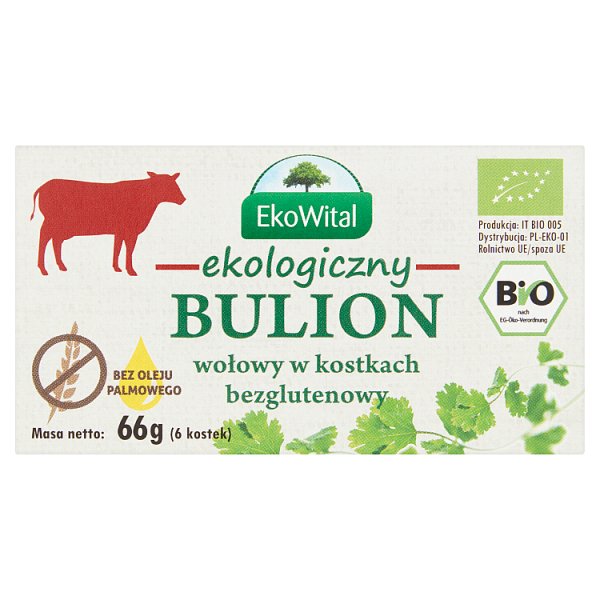 EkoWital
ekologiczny
BULION
wołowy w kostkach
bezglutenowy
BEZ OLEJU
PALMOWEGO
Masa netto: 66g (6 kostek)
Produkcja: IT BIO 005
Dystrybucja: PL-EKO-01
Rolnictwo UE/spoza UE
BiO
nach
EG-Öko-Verordnung